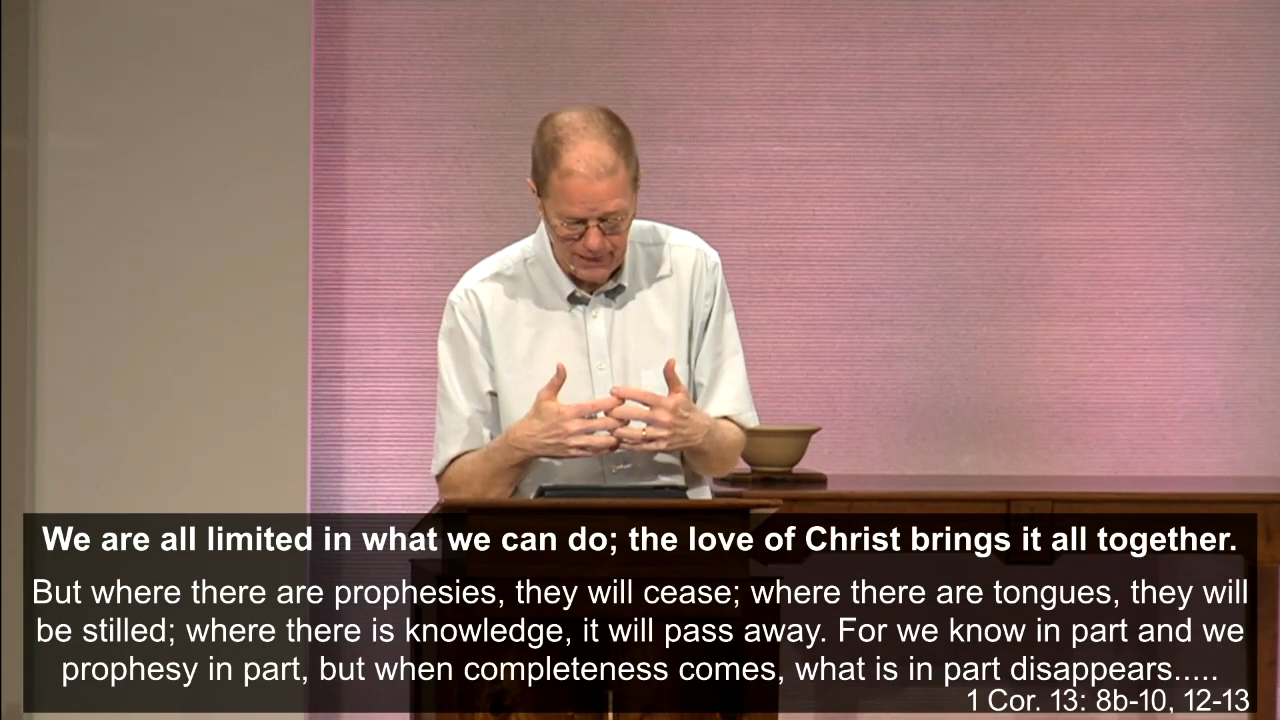 We are all limited in what we can do; the love of Christ brings it all together.
But where there are prophesies, they will cease; where there are tongues, they will
be stilled; where there is knowledge, it will pass away. For we know in part and we
prophesy in part, but when completeness comes, what is in part disappears.....
1 Cor. 13: 8b-10, 12-13